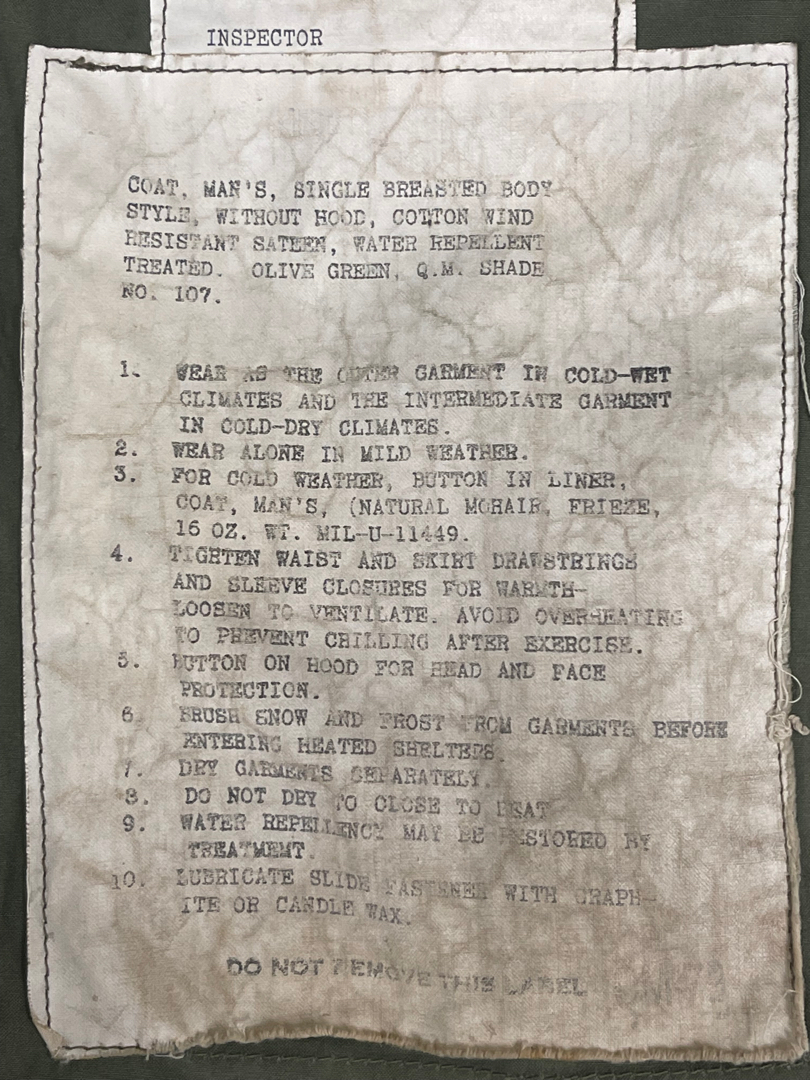 INSPECTOR
COAT, MAN'S, SINGLE BREASTED BODY
STYLE, WITHOUT HOOD, COTTON WIND
RESISTANT SATEEN, WATER REPELLENT
TREATED. OLIVE GREEN, Q.M. SHADE
NO. 107.
1. WEAR AS THE OUTER GARMENT IN COLD-WET
CLIMATES AND THE INTERMEDIATE GARMENT
IN COLD-DRY CLIMATES.
2. WEAR ALONE IN MILD WEATHER.
3. FOR COLD WEATHER, BUTTON IN LINER,
COAT, MAN'S, (NATURAL MOHAIR, FRIEZE,
16 OZ. WT. MIL-U-11449.
4. TIGHTEN WAIST AND SKIRT DRAWSTRINGS
AND SLEEVE CLOSURES FOR WARMTH-
LOOSEN TO VENTILATE. AVOID OVERHEATING
TO PREVENT CHILLING AFTER EXERCISE.
5. BUTTON ON HOOD FOR HEAD AND FACE
PROTECTION.
6. BRUSH SNOW AND FROST FROM GARMENTS BEFORE
ENTERING HEATED SHELTERS.
7. DRY GARMENTS SEPARATELY.
8. DO NOT DRY TO CLOSE TO HEAT
9. WATER REPELLENCY MAY BE RESTORED BY
TREATMEMT.
10. LUBRICATE SLIDE FASTENER WITH GRAPH-
ITE OR CANDLE WAX.
DO NOT REMOVE THIS LABEL